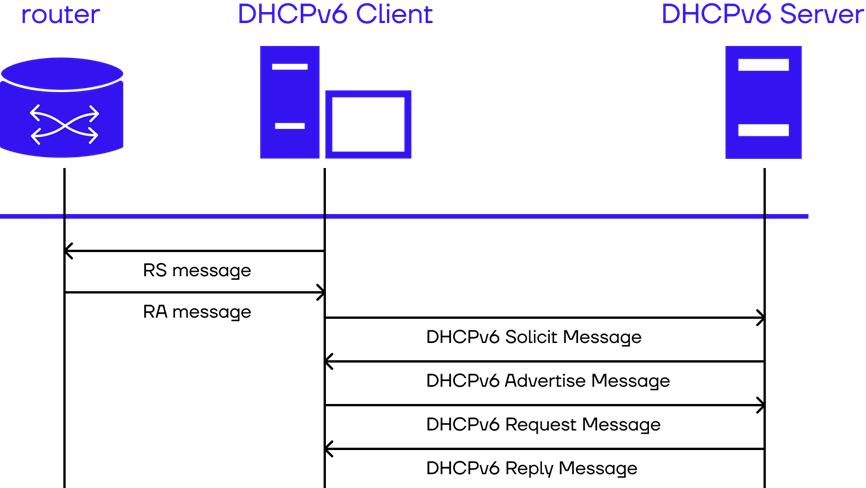 router
DHCPv6 Client
DHCPv6 Server
RS message
RA message
DHCPv6 Solicit Message
DHCPv6 Advertise Message
DHCPv6 Request Message
DHCPv6 Reply Message